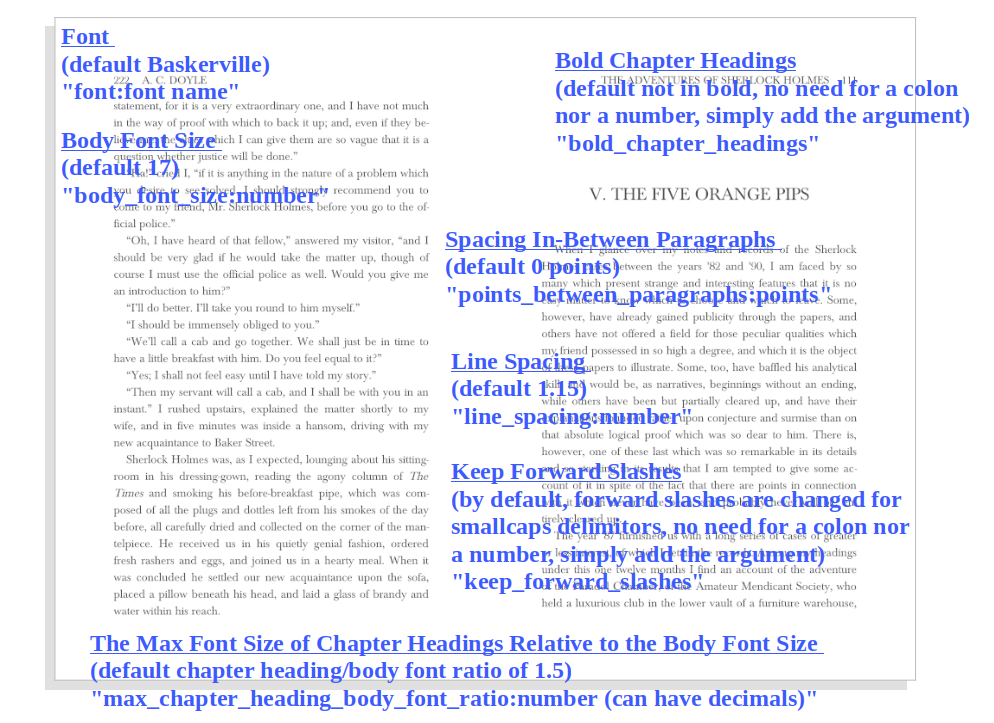 Font
(default Baskerville)
222 A. C. DOYLE
"font:font name"
statement, for it is a very extraordinary one, and I have not much
in the way of proof with which to back it up; and, even if they be-
Body Font Size
which I can give them are so vague that it is a
question whether justice will be done."
(default 17)
cried I, "if it is anything in the nature of a problem which
you desire to see solved, I should strongly recommend you to
"body_font_size:number"
come to my friend, Mr. Sherlock Holmes, before you go to the of-
ficial police."
"Oh, I have heard of that fellow," answered my visitor, "and I
should be very glad if he would take the matter up, though of
course I must use the official police as well. Would you give me
an introduction to him?"
"I'll do better. I'll take you round to him myself."
"I should be immensely obliged to you."
"We'll call a cab and go together. We shall just be in time to
have a little breakfast with him. Do you feel equal to it?"
"Yes; I shall not feel easy until I have told my story."
"Then my servant will call a cab, and I shall be with you in an
instant." I rushed upstairs, explained the matter shortly to my
wife, and in five minutes was inside a hansom, driving with my
new acquaintance to Baker Street.
Sherlock Holmes was, as I expected, lounging about his sitting-
room in his dressing-gown, reading the agony column of The
Times and smoking his before-breakfast pipe, which was com-
posed of all the plugs and dottles left from his smokes of the day
before, all carefully dried and collected on the corner of the man-
telpiece. He received us in his quietly genial fashion, ordered
fresh rashers and eggs, and joined us in a hearty meal. When it
was concluded he settled our new acquaintance upon the sofa,
placed a pillow beneath his head, and laid a glass of brandy and
water within his reach.
Bold Chapter Headings
THE ADVENTURES OF SHERLOCK HOLMES 111
(default not in bold, no need for a colon
nor a number, simply add the argument)
"bold_chapter_headings"
V. THE FIVE ORANGE PIPS
Spacing In-Between Paragraphs
When I glance over my notes and records of the Sherlock
(default 0 points)
between the years '82 and '90, I am faced by so
many which present strange and interesting features that it is no
"points_between_paragraphs:points"
leave. Some,
however, have already gained publicity through the papers, and
others have not offered a field for those peculiar qualities which
my friend possessed in so high a degree, and which it is the object
Line Spacing
papers to illustrate. Some, too, have baffled his analytical
(default 1.15)
would be, as narratives, beginnings without an ending,
while others have been but partially cleared up, and have their
"line_spacing:number"
upon conjecture and surmise than on
that absolute logical proof which was so dear to him. There is,
however, one of these last which was so remarkable in its details
Keep Forward Slashes
that I am tempted to give some ac-
count of it in spite of the fact that there are points in connection
(by default, forward slashes are changed for
tirely cleared up.
smallcaps delimitors, no need for a colon nor
The year '87 furnished us with a long series of cases of greater
a number, simply add the argument)
under this one twelve months I find an account of the adventure
"keep_forward_slashes"
Amateur Mendicant Society, who
held a luxurious club in the lower vault of a furniture warehouse,
The Max Font Size of Chapter Headings Relative to the Body Font Size
(default chapter heading/body font ratio of 1.5)
"max_chapter_heading_body_font_ratio:number (can have decimals)"